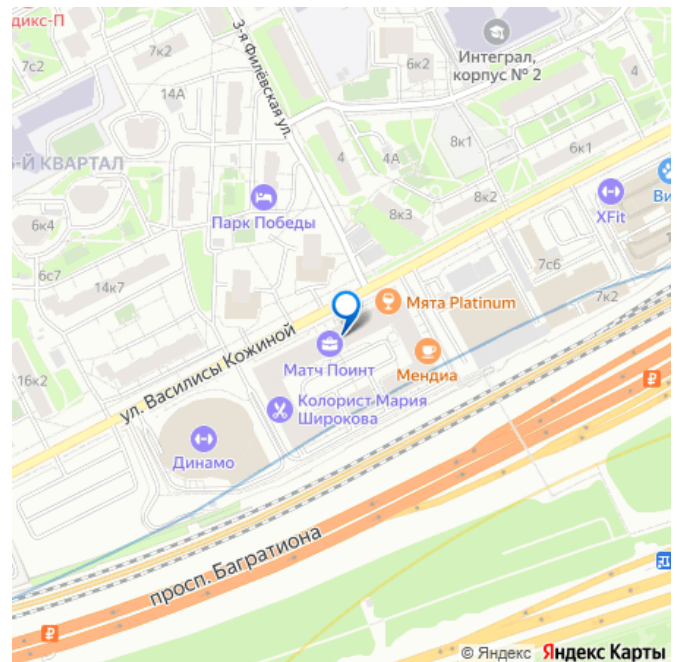 дикс-П
7к2
7с2
14А
3-я Филёвская ул.
6к2
Интеграл,
корпус № 2
4
8к1
6к1
Й КВАРТАЛ
4
4А
8к2
8к3
XFit
Ви
Парк Победы
6к4
6с7
14к7
7с6
1
7к2
Мята Platinum
ул. Василисы Кожиной
Матч Поинт
Мендиа
16к2
Колорист Мария
Широкова
Динамо
просп. Багратиона
© Яндекс Яндекс Карты